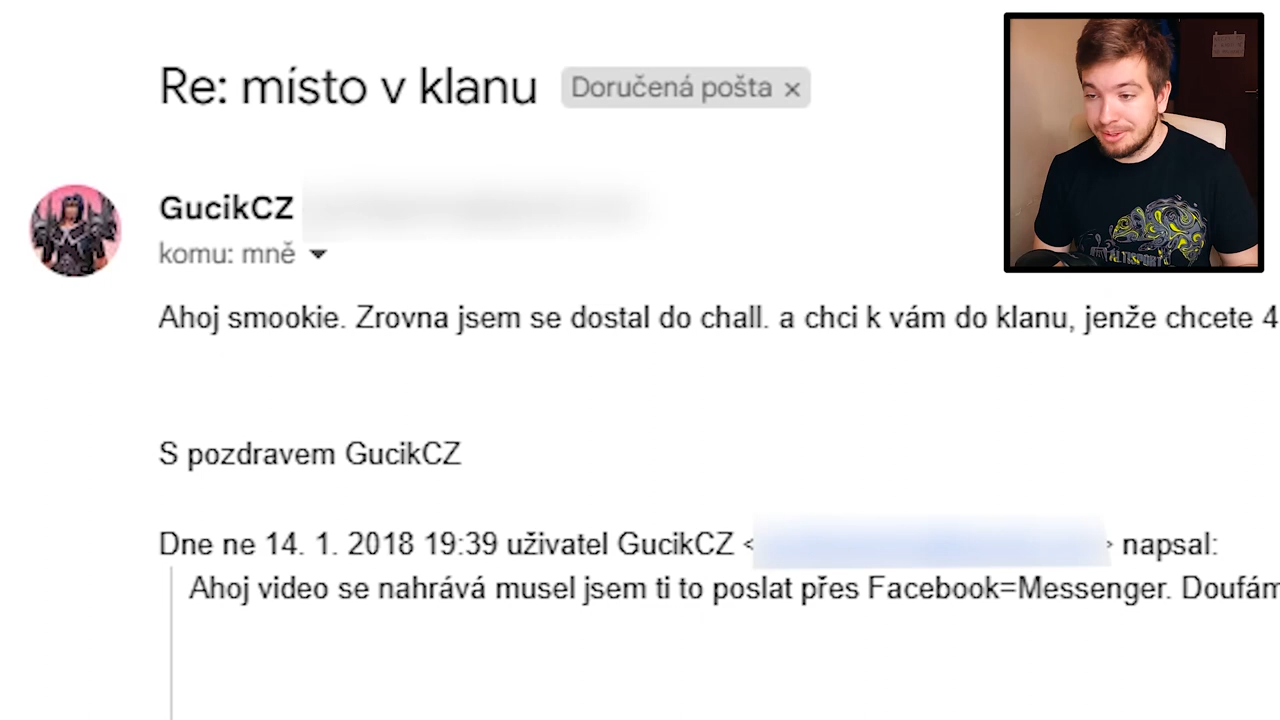 Re: místo v klanu Doručená pošta ×
GucikCZ
komu: mně
Ahoj smookie. Zrovna jsem se dostal do chall. a chci k vám do klanu, jenže chcete 4
S pozdravem GucikCZ
Dne ne 14. 1. 2018 19:39 uživatel GucikCZ < > napsal:
Ahoj video se nahrává musel jsem ti to poslat přes Facebook=Messenger. Doufám